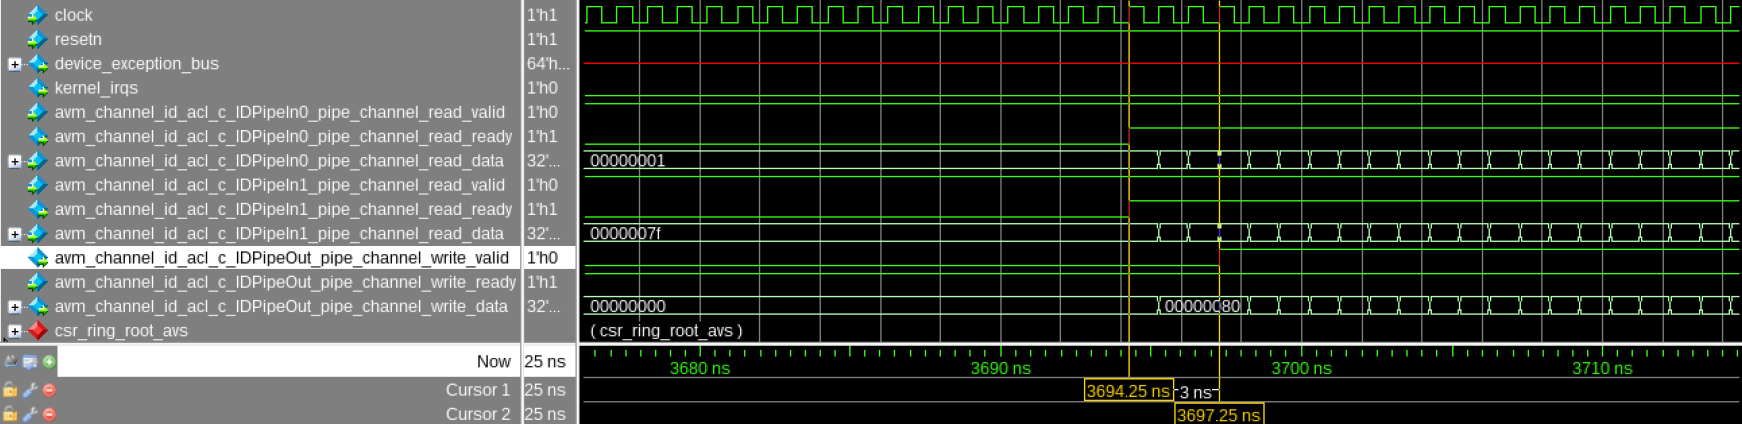 clock 1'h1
resetn 1'h1
device_exception_bus 64'h...
kernel_irqs 1'h0
avm_channel_id_acl_c_IDPipeIn0_pipe_channel_read_valid 1'h0
avm_channel_id_acl_c_IDPipeIn0_pipe_channel_read_ready 1'h1
avm_channel_id_acl_c_IDPipeIn0_pipe_channel_read_data 32'... 00000001
avm_channel_id_acl_c_IDPipeIn1_pipe_channel_read_valid 1'h0
avm_channel_id_acl_c_IDPipeIn1_pipe_channel_read_ready 1'h1
avm_channel_id_acl_c_IDPipeIn1_pipe_channel_read_data 32'... 0000007f
avm_channel_id_acl_c_IDPipeOut_pipe_channel_write_valid 1'h0
avm_channel_id_acl_c_IDPipeOut_pipe_channel_write_ready 1'h1
avm_channel_id_acl_c_IDPipeOut_pipe_channel_write_data 32'... 00000000 00000080
csr_ring_root_avs ( csr_ring_root_avs )
Now 25 ns 3680 ns 3690 ns 3700 ns 3710 ns
Cursor 1 25 ns 3694.25 ns 3 ns
Cursor 2 25 ns 3697.25 ns